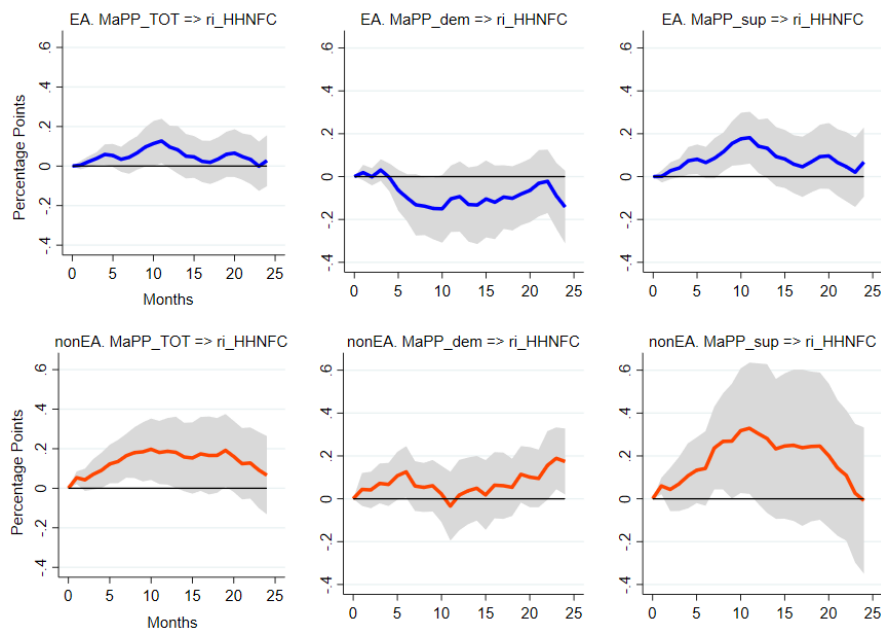 EA. MaPP_TOT => ri_HHNFC
EA. MaPP_dem => ri_HHNFC
EA. MaPP_sup => ri_HHNFC
Percentage Points
.6
.4
.2
0
-.2
-.4
0 5 10 15 20 25
Months
.6
.4
.2
0
-.2
-.4
0 5 10 15 20 25
.6
.4
.2
0
-.2
-.4
0 5 10 15 20 25
nonEA. MaPP_TOT => ri_HHNFC
nonEA. MaPP_dem => ri_HHNFC
nonEA. MaPP_sup => ri_HHNFC
Percentage Points
.6
.4
.2
0
-.2
-.4
0 5 10 15 20 25
Months
.6
.4
.2
0
-.2
-.4
0 5 10 15 20 25
.6
.4
.2
0
-.2
-.4
0 5 10 15 20 25